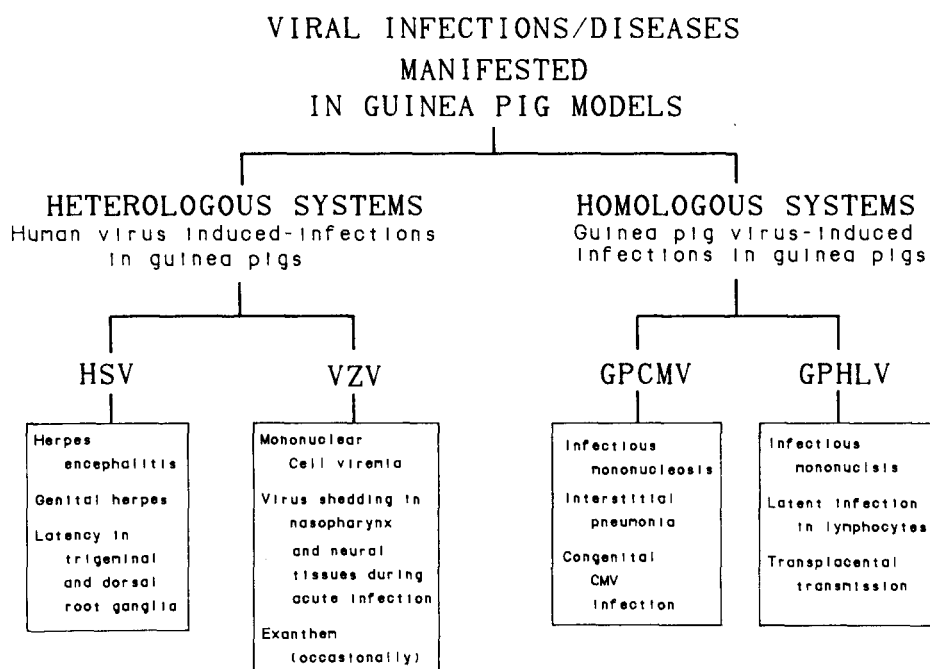 VIRAL INFECTIONS/DISEASES
MANIFESTED
IN GUINEA PIG MODELS
HETEROLOGOUS SYSTEMS
Human virus induced-infections
in guinea pigs
HOMOLOGOUS SYSTEMS
Guinea pig virus-induced
infections in guinea pigs
HSV
Herpes
encephalitis
Genital herpes
Latency in
trigeminal
and dorsal
root ganglia
VZV
Mononuclear
Cell viremia
Virus shedding in
nasopharynx
and neural
tissues during
acute infection
Exanthem
(occastonally)
GPCMV
Infectious
mononucleosis
Interstitial
pneumonia
Congenital
CMV
infection
GPHLV
Infectious
mononucisis
Latent infection
in lymphocytes
Transplacental
transmission